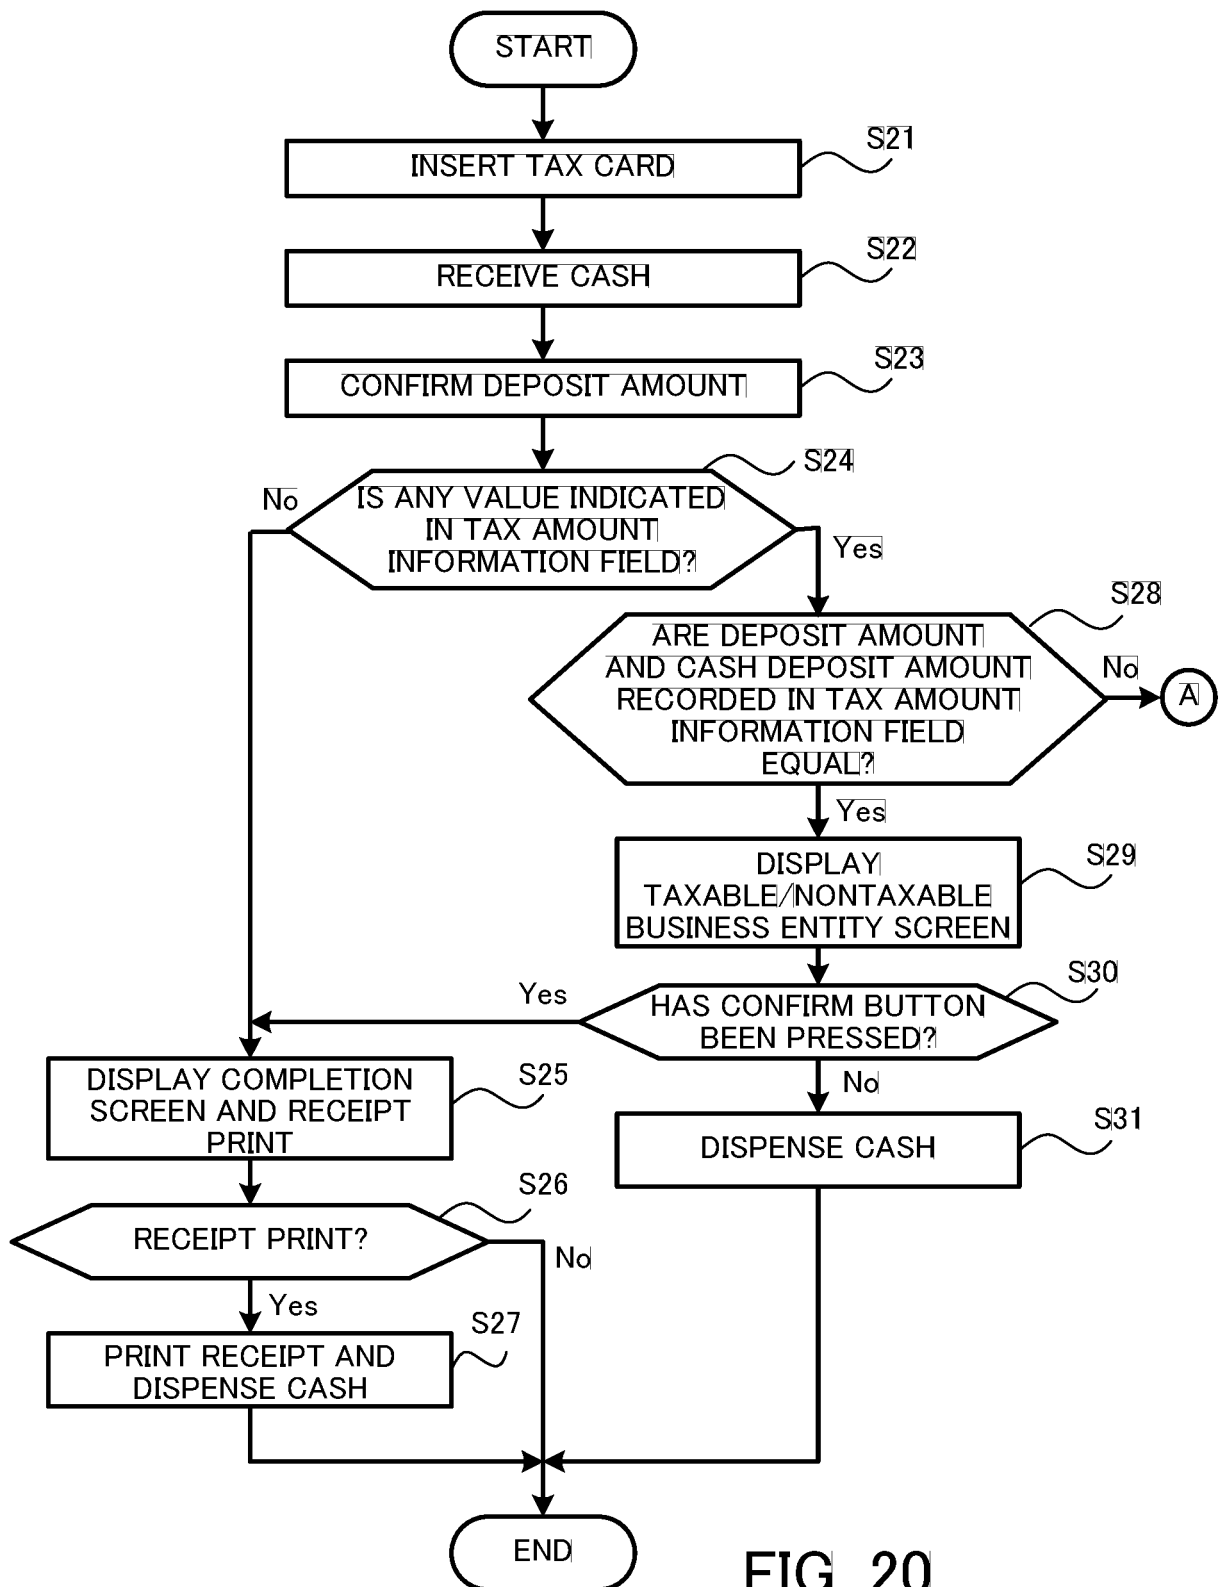 START
INSERT TAX CARD
S21
RECEIVE CASH
S22
CONFIRM DEPOSIT AMOUNT
S23
S24
No
IS ANY VALUE INDICATED
IN TAX AMOUNT
INFORMATION FIELD?
Yes
S28
ARE DEPOSIT AMOUNT
AND CASH DEPOSIT AMOUNT
RECORDED IN TAX AMOUNT
INFORMATION FIELD
EQUAL?
No
A
Yes
S29
DISPLAY
TAXABLE/NONTAXABLE
BUSINESS ENTITY SCREEN
S30
Yes
HAS CONFIRM BUTTON
BEEN PRESSED?
No
S25
DISPLAY COMPLETION
SCREEN AND RECEIPT
PRINT
S31
DISPENSE CASH
S26
RECEIPT PRINT?
No
Yes
S27
PRINT RECEIPT AND
DISPENSE CASH
END
FIG. 20